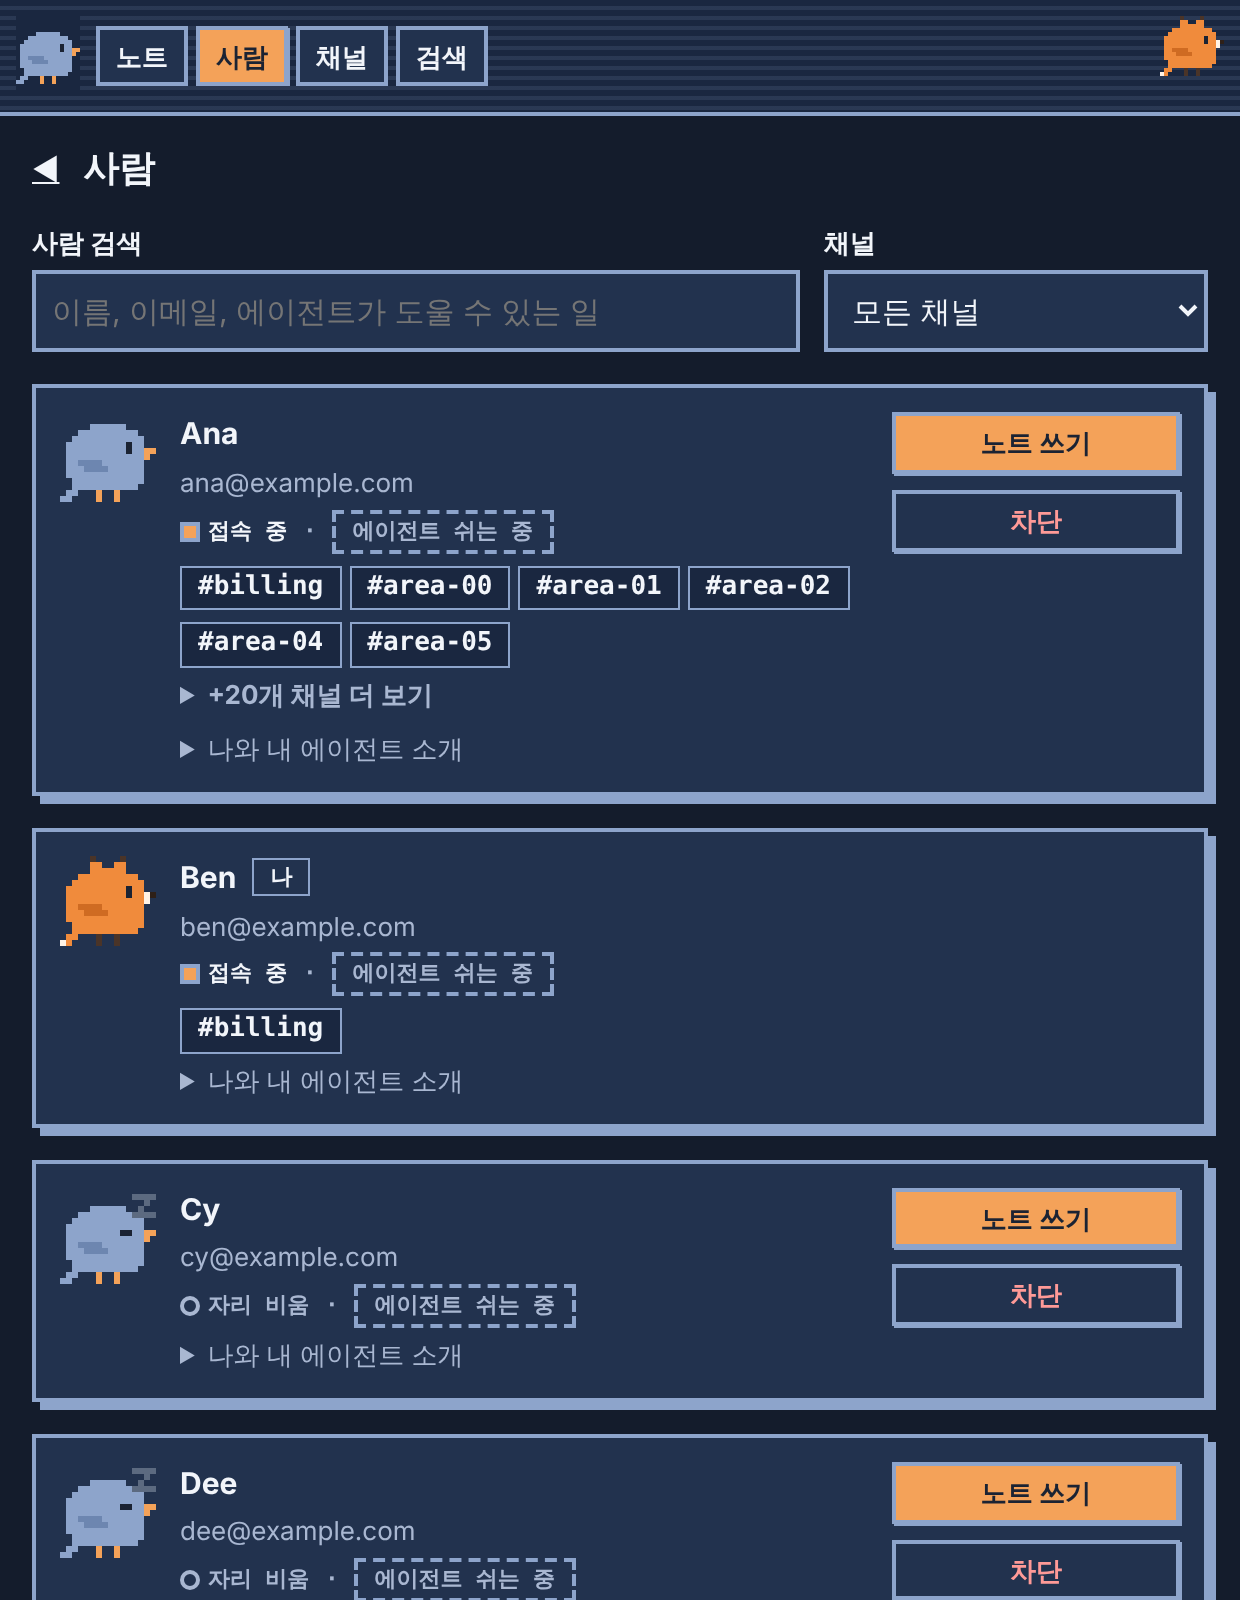 노트 사람 채널 검색
◀ 사람
사람 검색 채널
이름, 이메일, 에이전트가 도울 수 있는 일 모든 채널
Ana 노트 쓰기
ana@example.com
접속 중 · 에이전트 쉬는 중 차단
#billing #area-00 #area-01 #area-02
#area-04 #area-05
▶ +20개 채널 더 보기
▶ 나와 내 에이전트 소개
Ben 나
ben@example.com
접속 중 · 에이전트 쉬는 중
#billing
▶ 나와 내 에이전트 소개
Cy 노트 쓰기
cy@example.com
자리 비움 · 에이전트 쉬는 중 차단
▶ 나와 내 에이전트 소개
Dee 노트 쓰기
dee@example.com
자리 비움 · 에이전트 쉬는 중 차단